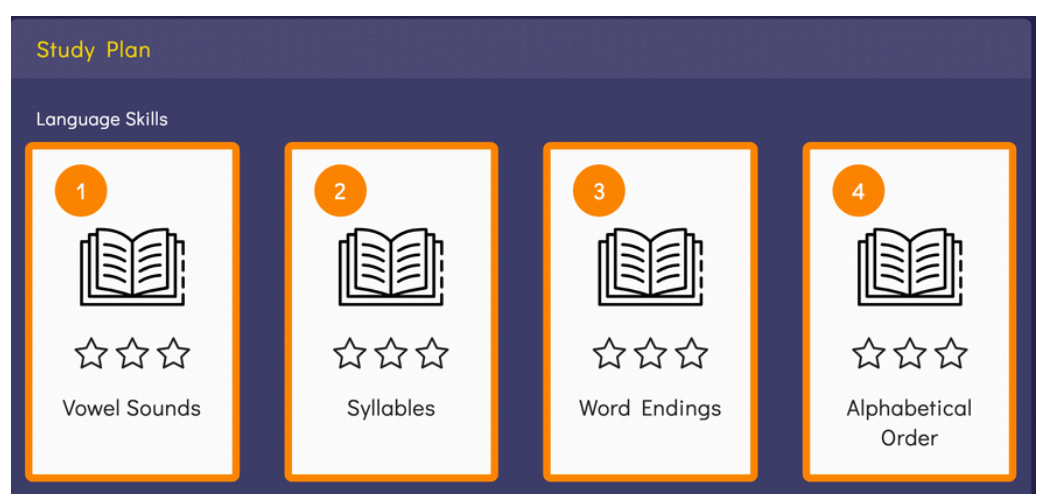 Study Plan
Language Skills
1
2
3
4
Vowel Sounds
Syllables
Word Endings
Alphabetical
Order